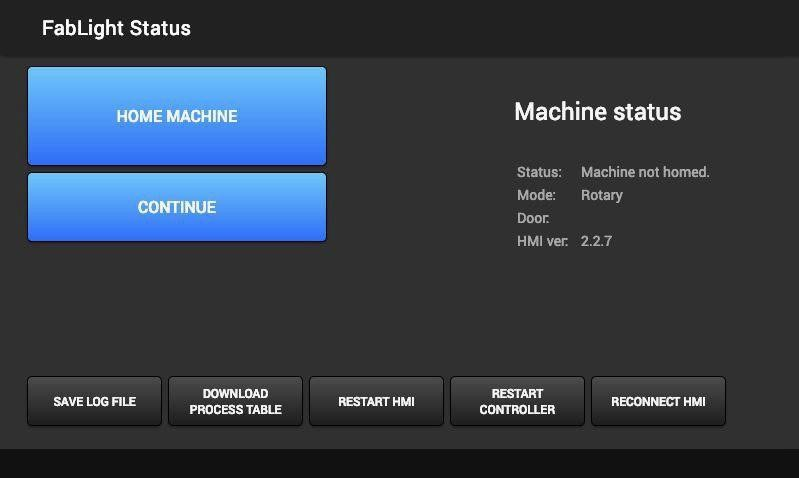 FabLight Status
HOME MACHINE
CONTINUE
Machine status
Status: Machine not homed.
Mode: Rotary
Door:
HMI ver: 2.2.7
SAVE LOG FILE
DOWNLOAD
PROCESS TABLE
RESTART HMI
RESTART
CONTROLLER
RECONNECT HMI